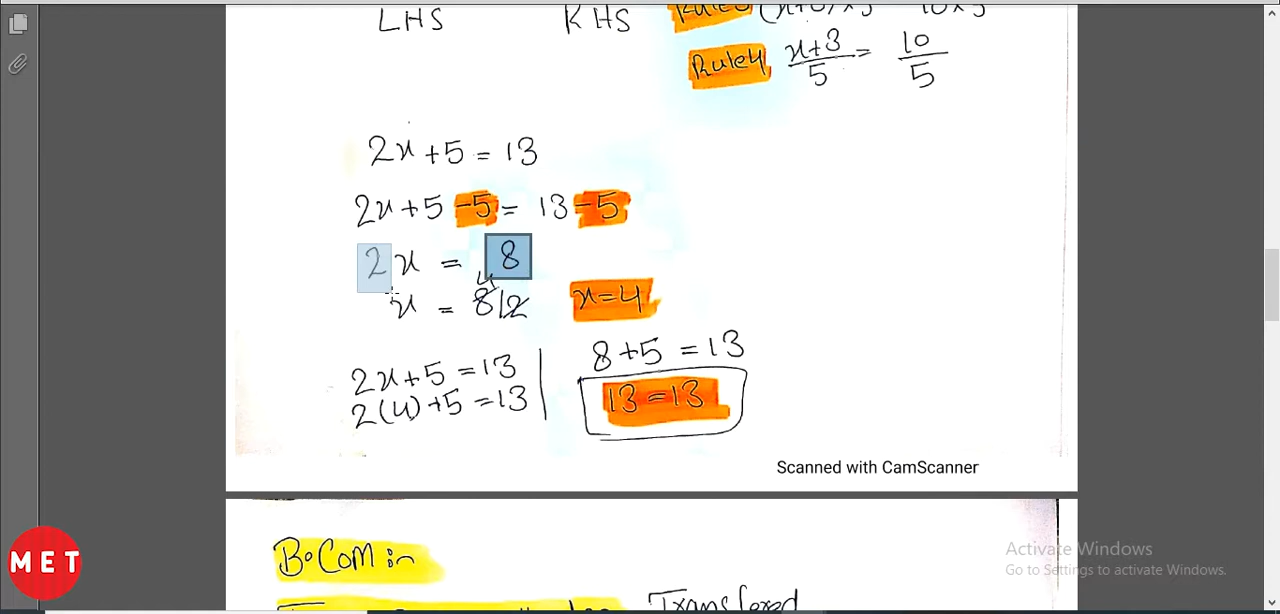 LHS RHS
Rule4 x+3/5 = 10/5
2x+5 = 13
2x+5 -5 = 13 -5
2x = 8
4
x = 8/2 x=4
2x+5 =13 8+5 =13
2(4)+5 =13 13=13
Scanned with CamScanner
B.Com in
Transfered
MET
Activate Windows
Go to Settings to activate Windows.